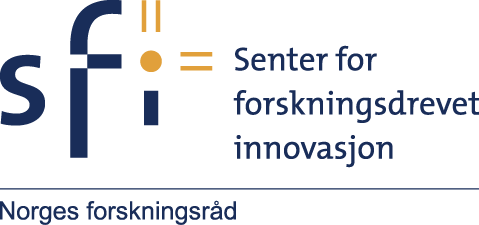 sfi
Senter for
forskningsdrevet
innovasjon
Norges forskningsråd